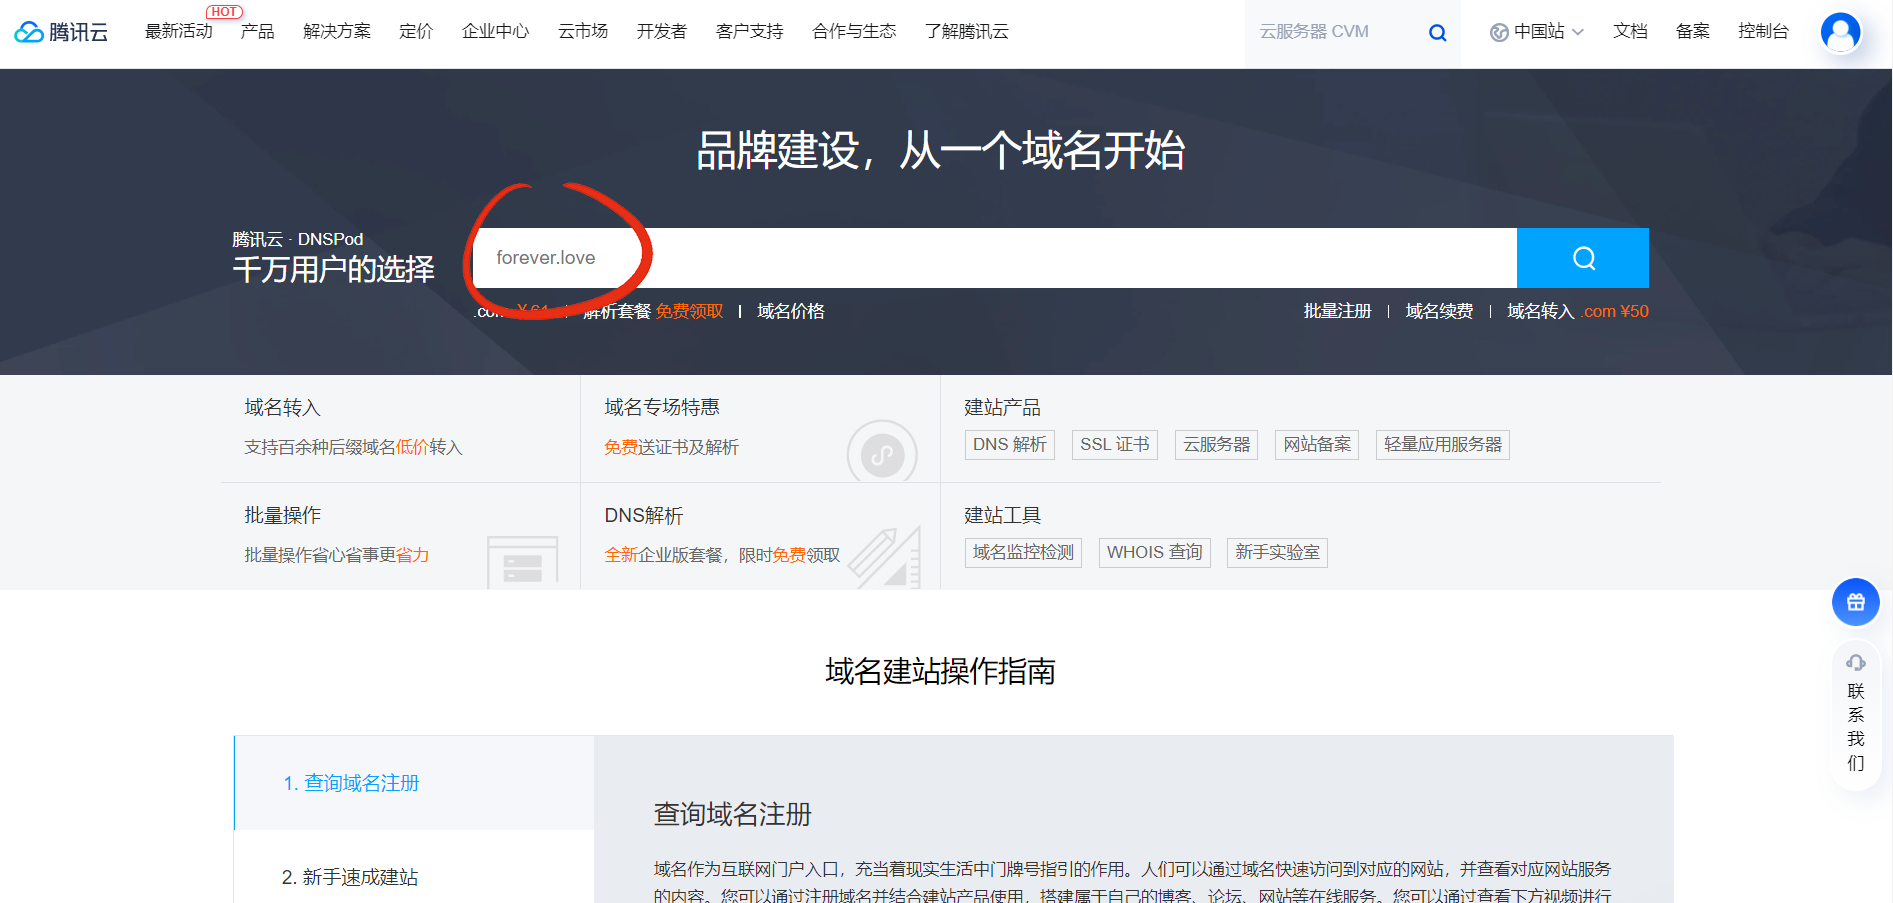 腾讯云 最新活动 HOT 产品 解决方案 定价 企业中心 云市场 开发者 客户支持 合作与生态 了解腾讯云 云服务器 CVM 中国站 文档 备案 控制台
品牌建设，从一个域名开始
腾讯云 · DNSPod
千万用户的选择
forever.love
解析套餐 免费领取 | 域名价格 批量注册 | 域名续费 | 域名转入 .com ¥50
域名转入
支持百余种后缀域名低价转入
域名专场特惠
免费送证书及解析
建站产品
DNS 解析 SSL 证书 云服务器 网站备案 轻量应用服务器
批量操作
批量操作省心省事更省力
DNS解析
全新企业版套餐，限时免费领取
建站工具
域名监控检测 WHOIS 查询 新手实验室
联系我们
域名建站操作指南
1. 查询域名注册
2. 新手速成建站
查询域名注册
域名作为互联网门户入口，充当着现实生活中门牌号指引的作用。人们可以通过域名快速访问到对应的网站，并查看对应网站服务
的内容。您可以通过注册域名并结合建站产品使用，搭建属于自己的博客、论坛、网站等在线服务。您可以通过查看下方视频进行